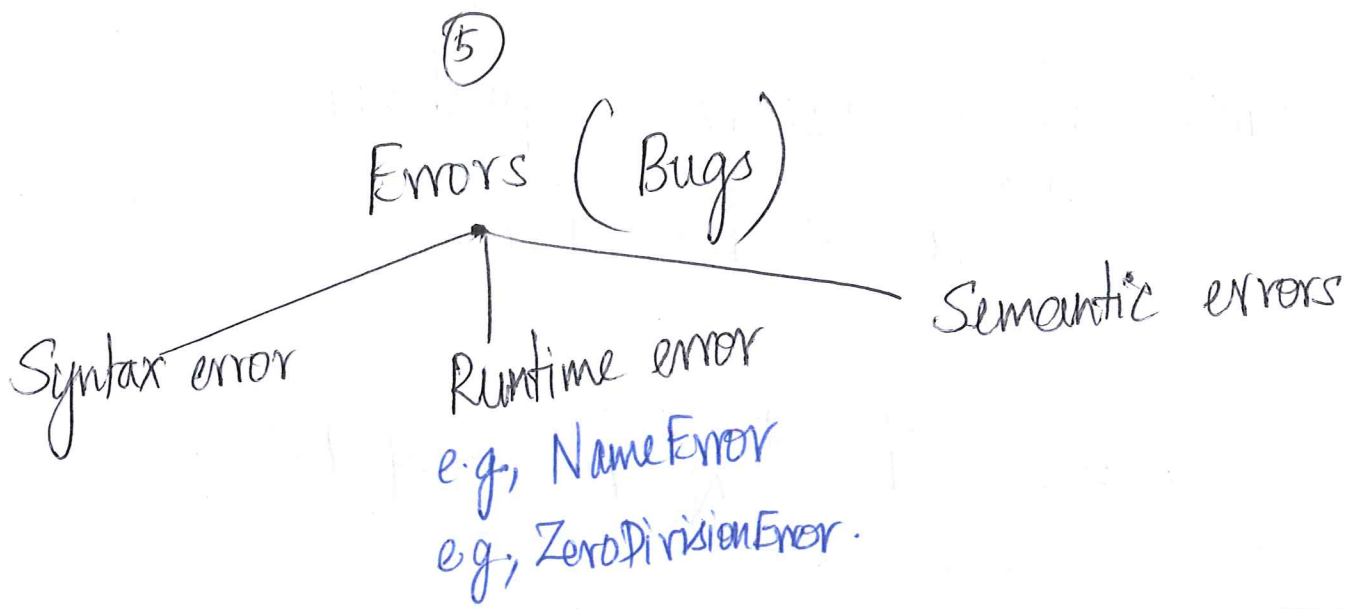 5
Errors (Bugs)
Syntax error
Runtime error
Semantic errors
e.g., NameError
e.g., ZeroDivisionError.